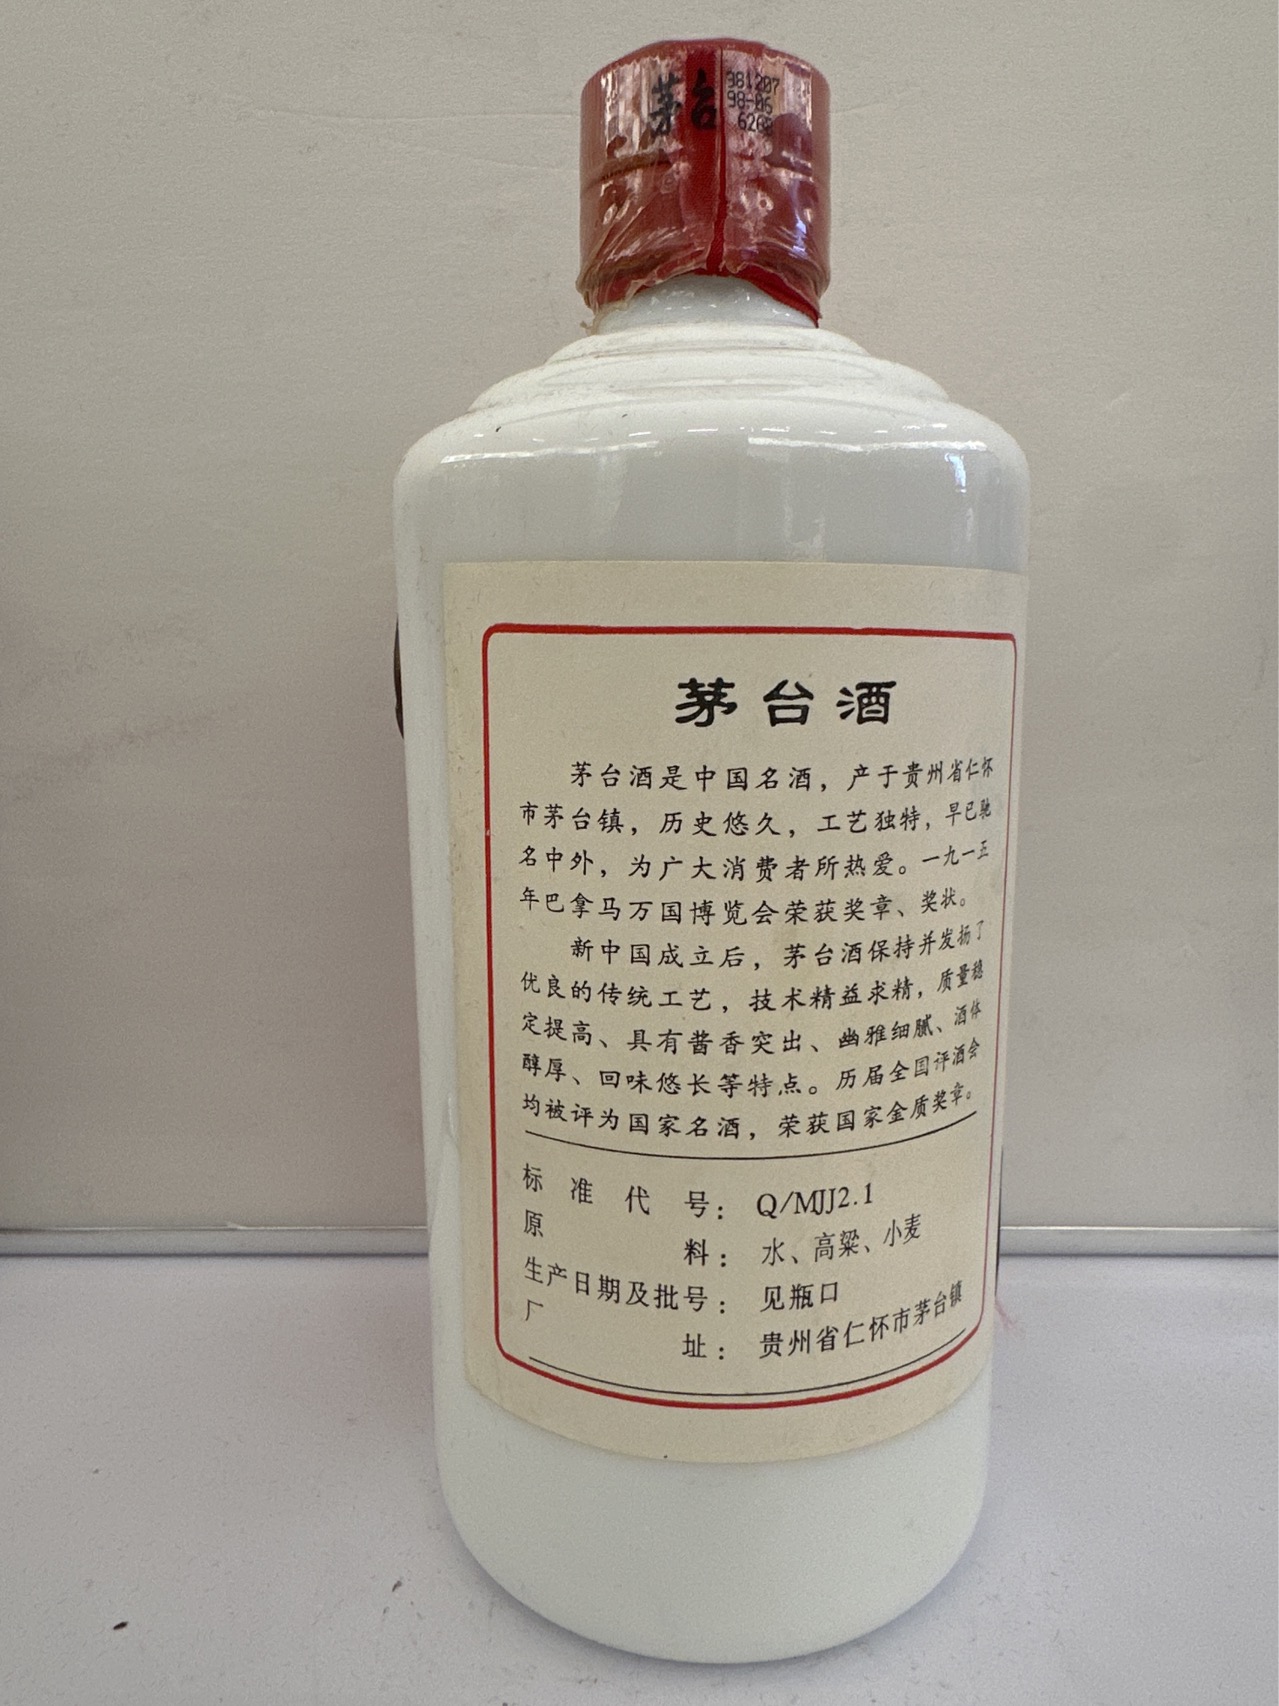 茅台
981207
98-06
茅台酒
茅台酒是中国名酒，产于贵州省仁怀
市茅台镇，历史悠久，工艺独特，早已驰
名中外，为广大消费者所热爱。一九一五
年巴拿马万国博览会荣获奖章、奖状。
新中国成立后，茅台酒保持并发扬了
优良的传统工艺，技术精益求精，质量稳
定提高、具有酱香突出、幽雅细腻、酒体
醇厚、回味悠长等特点。历届全国评酒会
均被评为国家名酒，荣获国家金质奖章。
标准代号：Q/MJJ2.1
原料：水、高粱、小麦
生产日期及批号：见瓶口
厂址：贵州省仁怀市茅台镇